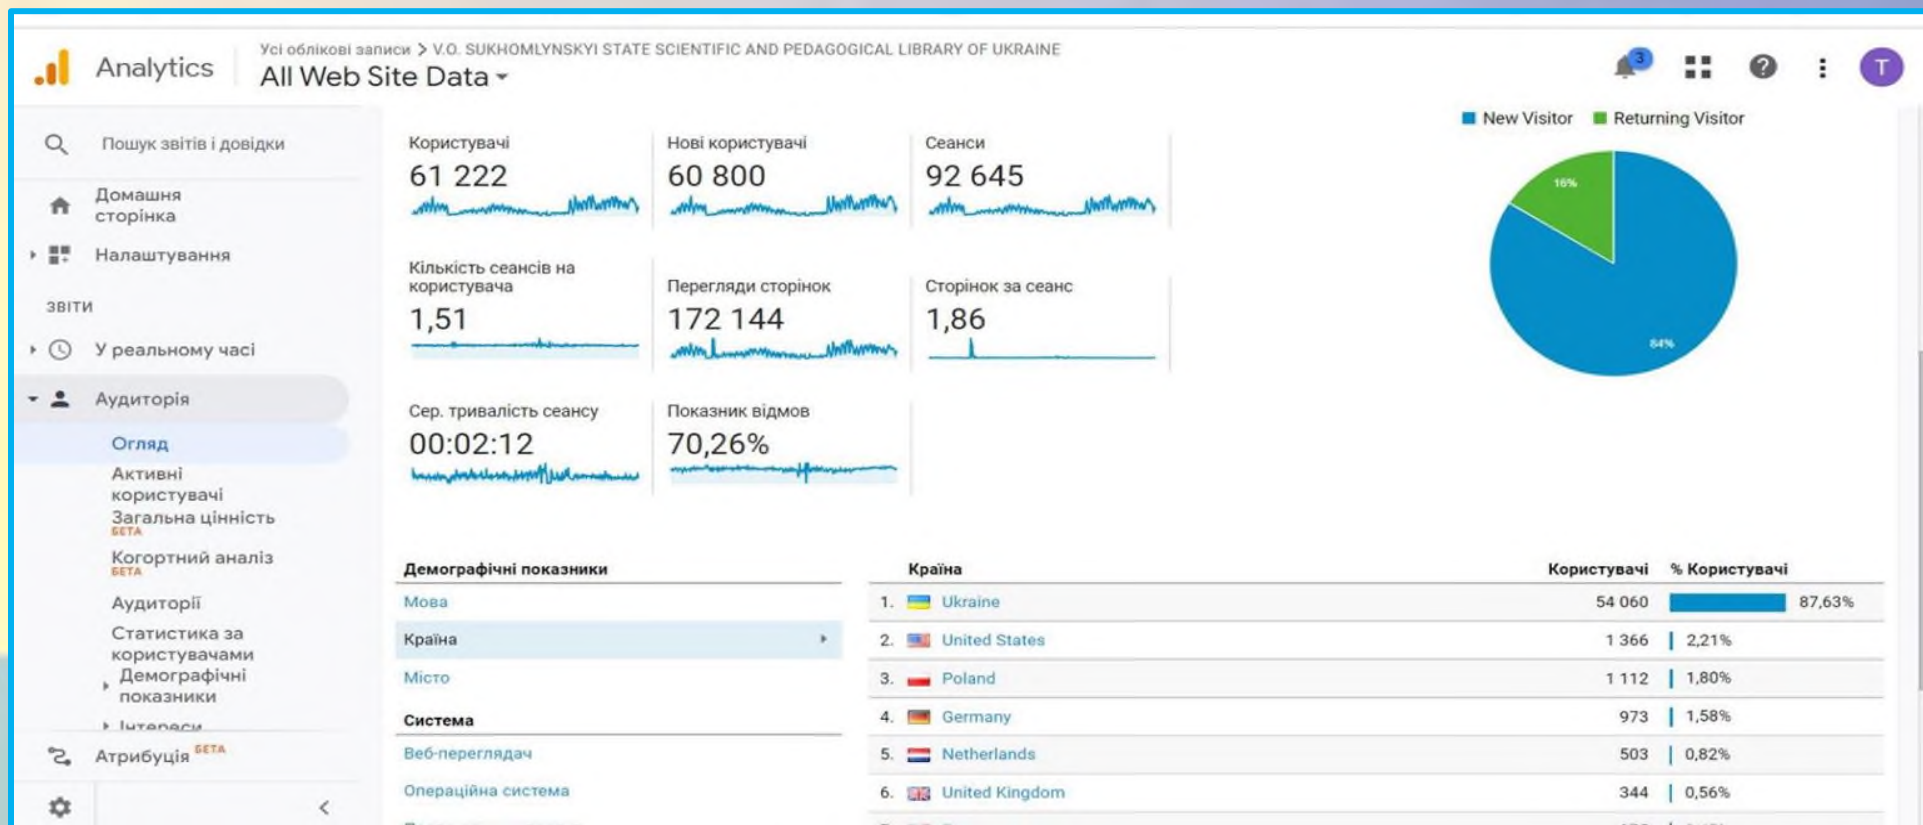 Analytics
Усі облікові записи > V.O. SUKHOMLYNSKYI STATE SCIENTIFIC AND PEDAGOGICAL LIBRARY OF UKRAINE
All Web Site Data
3
T
Пошук звітів і довідки
Домашня
сторінка
Налаштування
ЗВІТИ
У реальному часі
Аудиторія
Огляд
Активні
користувачі
Загальна цінність
БЕТА
Когортний аналіз
БЕТА
Аудиторії
Статистика за
користувачами
Демографічні
показники
Інтереси
Атрибуція БЕТА
Користувачі
61 222
Нові користувачі
60 800
Сеанси
92 645
Кількість сеансів на
користувача
1,51
Перегляди сторінок
172 144
Сторінок за сеанс
1,86
Сер. тривалість сеансу
00:02:12
Показник відмов
70,26%
New Visitor Returning Visitor
16%
84%
Демографічні показники
Мова
Країна
Місто
Система
Веб-переглядач
Операційна система
Країна Користувачі % Користувачі
1. Ukraine 54 060 87,63%
2. United States 1 366 2,21%
3. Poland 1 112 1,80%
4. Germany 973 1,58%
5. Netherlands 503 0,82%
6. United Kingdom 344 0,56%